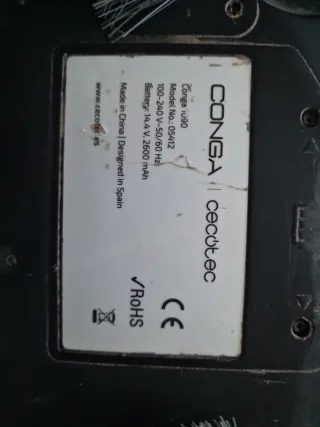 CONGA | cecotec
Conga 1090
Model No.: 05412
100-240 V~50/60 Hz
Battery: 14.4 V, 2600 mAh
Made in China | Designed in Spain
www.cecotec.es
✓RoHS
CE